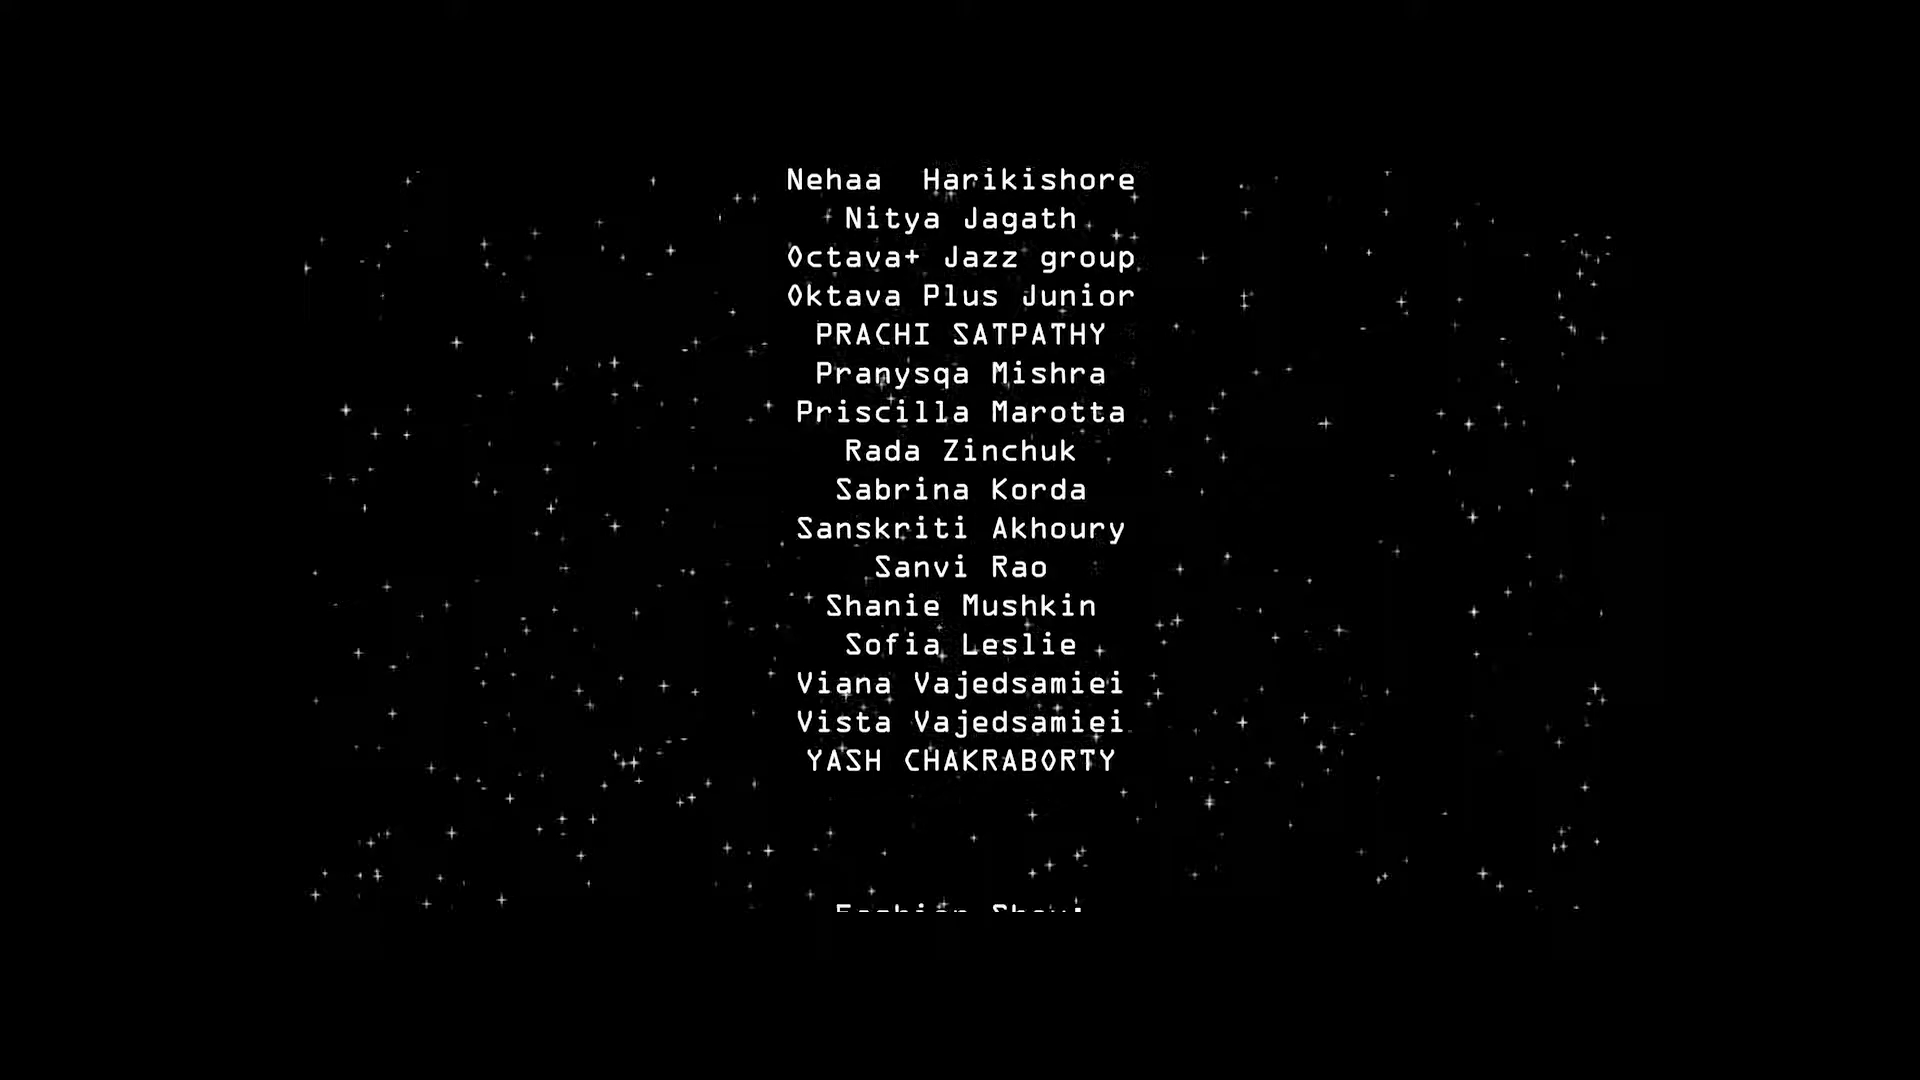 Nehaa  Harikishore
Nitya Jagath
Octava+ Jazz group
Oktava Plus Junior
PRACHI SATPATHY
Pranysqa Mishra
Priscilla Marotta
Rada Zinchuk
Sabrina Korda
Sanskriti Akhoury
Sanvi Rao
Shanie Mushkin
Sofia Leslie
Viana Vajedsamiei
Vista Vajedsamiei
YASH CHAKRABORTY